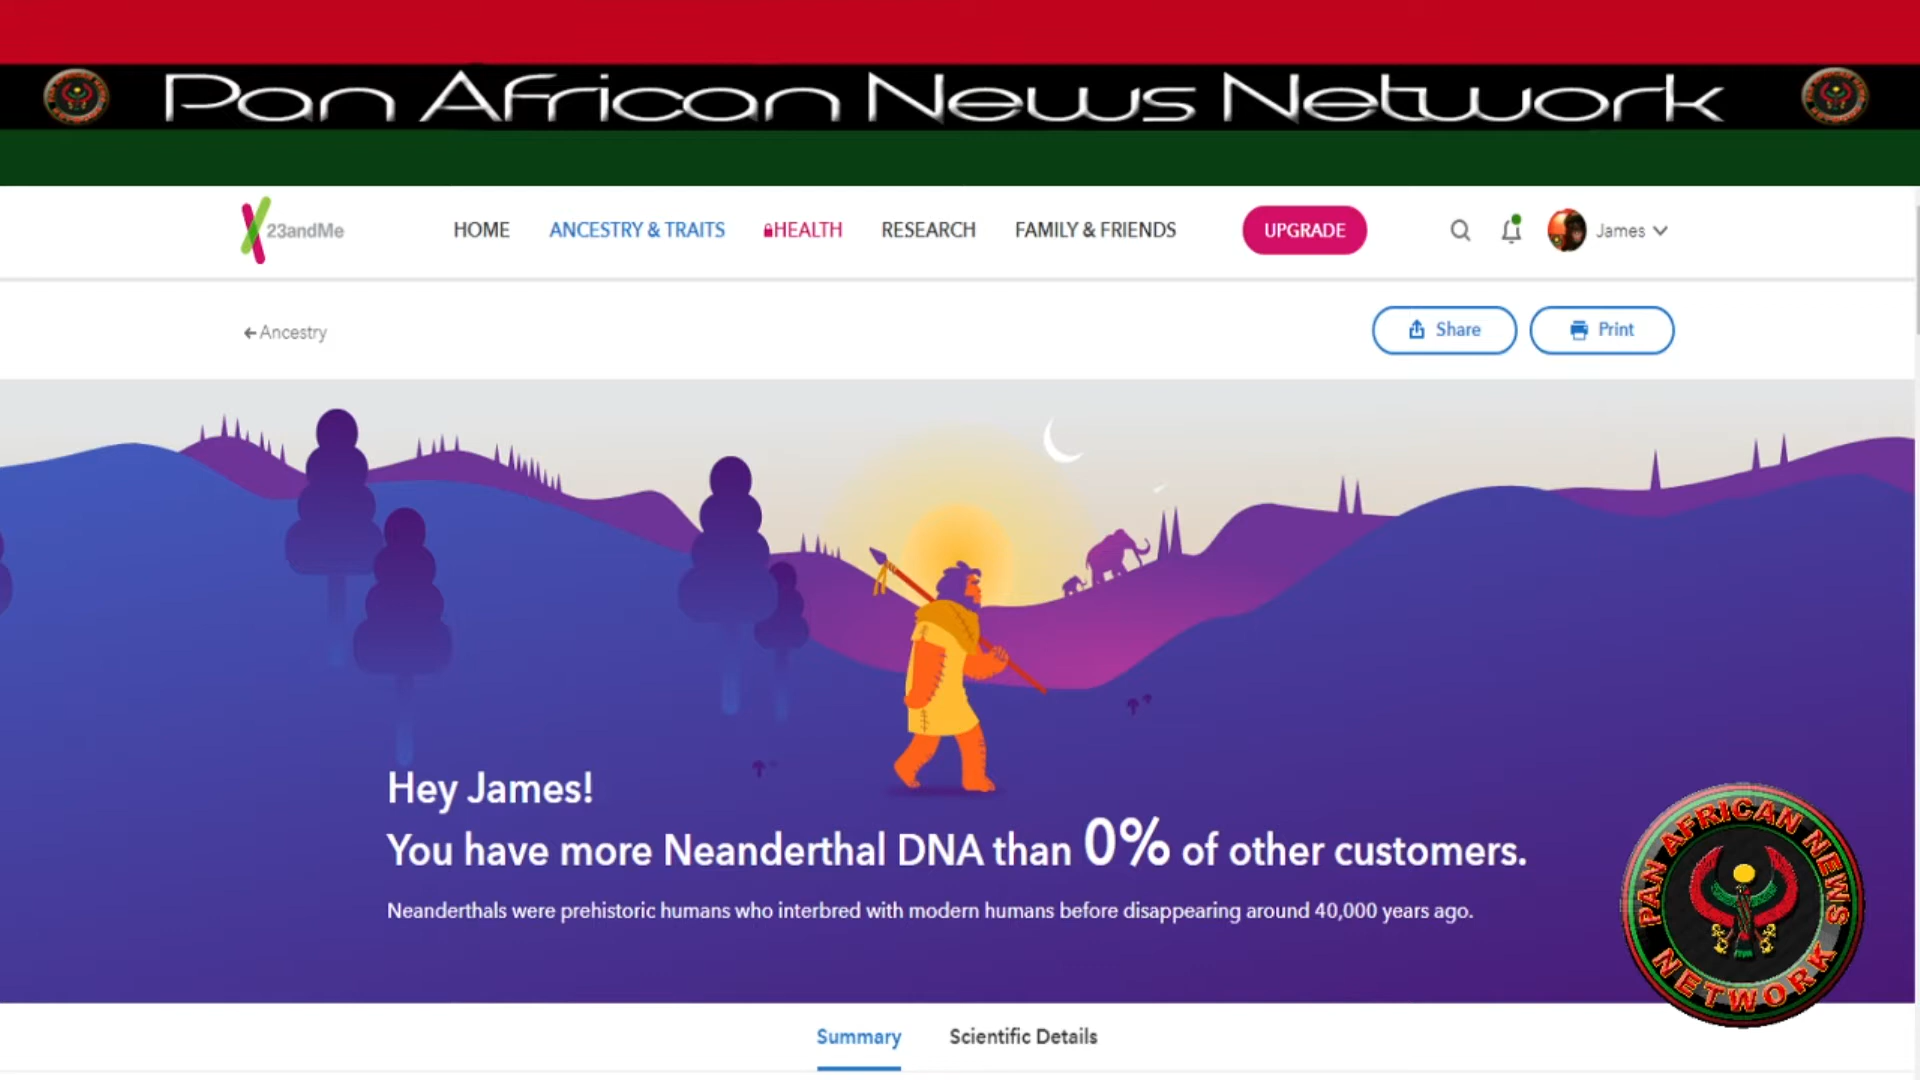 Pan African News Network
23andMe
HOME
ANCESTRY & TRAITS
HEALTH
RESEARCH
FAMILY & FRIENDS
UPGRADE
James
Ancestry
Share
Print
Hey James!
You have more Neanderthal DNA than 0% of other customers.
Neanderthals were prehistoric humans who interbred with modern humans before disappearing around 40,000 years ago.
PAN AFRICAN NEWS
NETWORK
Summary
Scientific Details